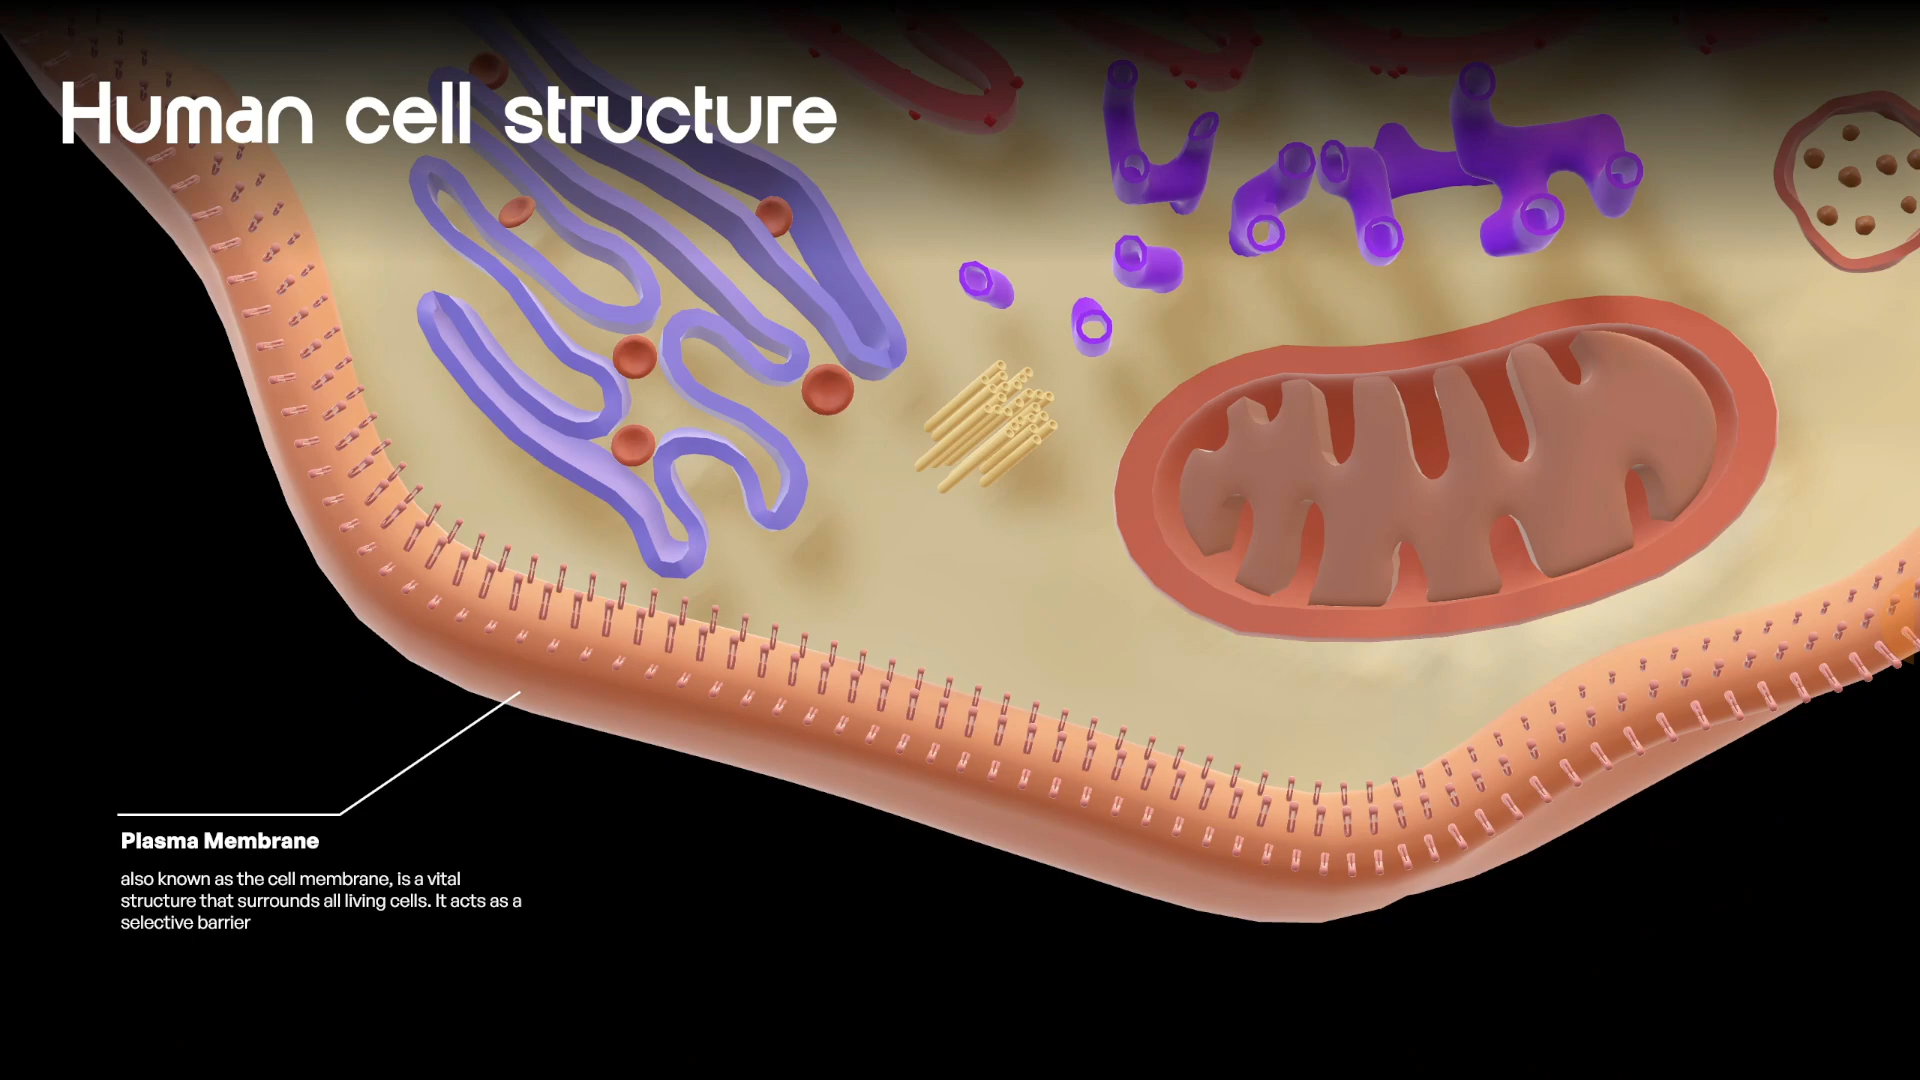 Human cell structure
Plasma Membrane
also known as the cell membrane, is a vital
structure that surrounds all living cells. It acts as a
selective barrier